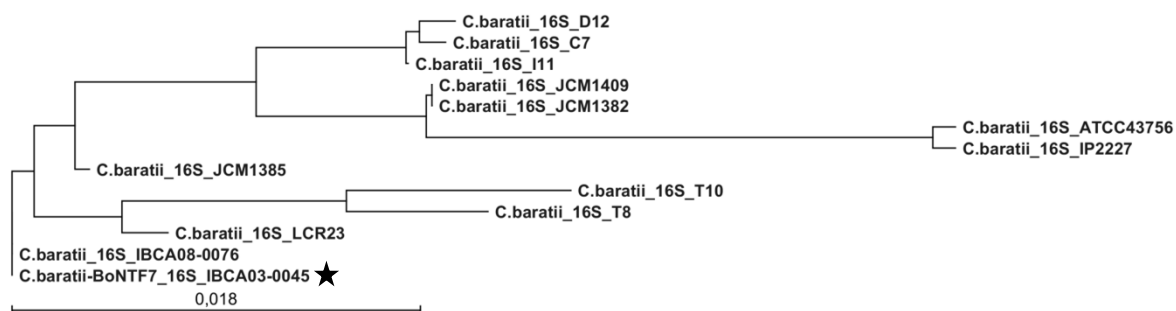 C.baratii_16S_D12
C.baratii_16S_C7
C.baratii_16S_I11
C.baratii_16S_JCM1409
C.baratii_16S_JCM1382
C.baratii_16S_ATCC43756
C.baratii_16S_IP2227
C.baratii_16S_JCM1385
C.baratii_16S_T10
C.baratii_16S_T8
C.baratii_16S_LCR23
C.baratii_16S_IBCA08-0076
C.baratii-BoNTF7_16S_IBCA03-0045
0,018